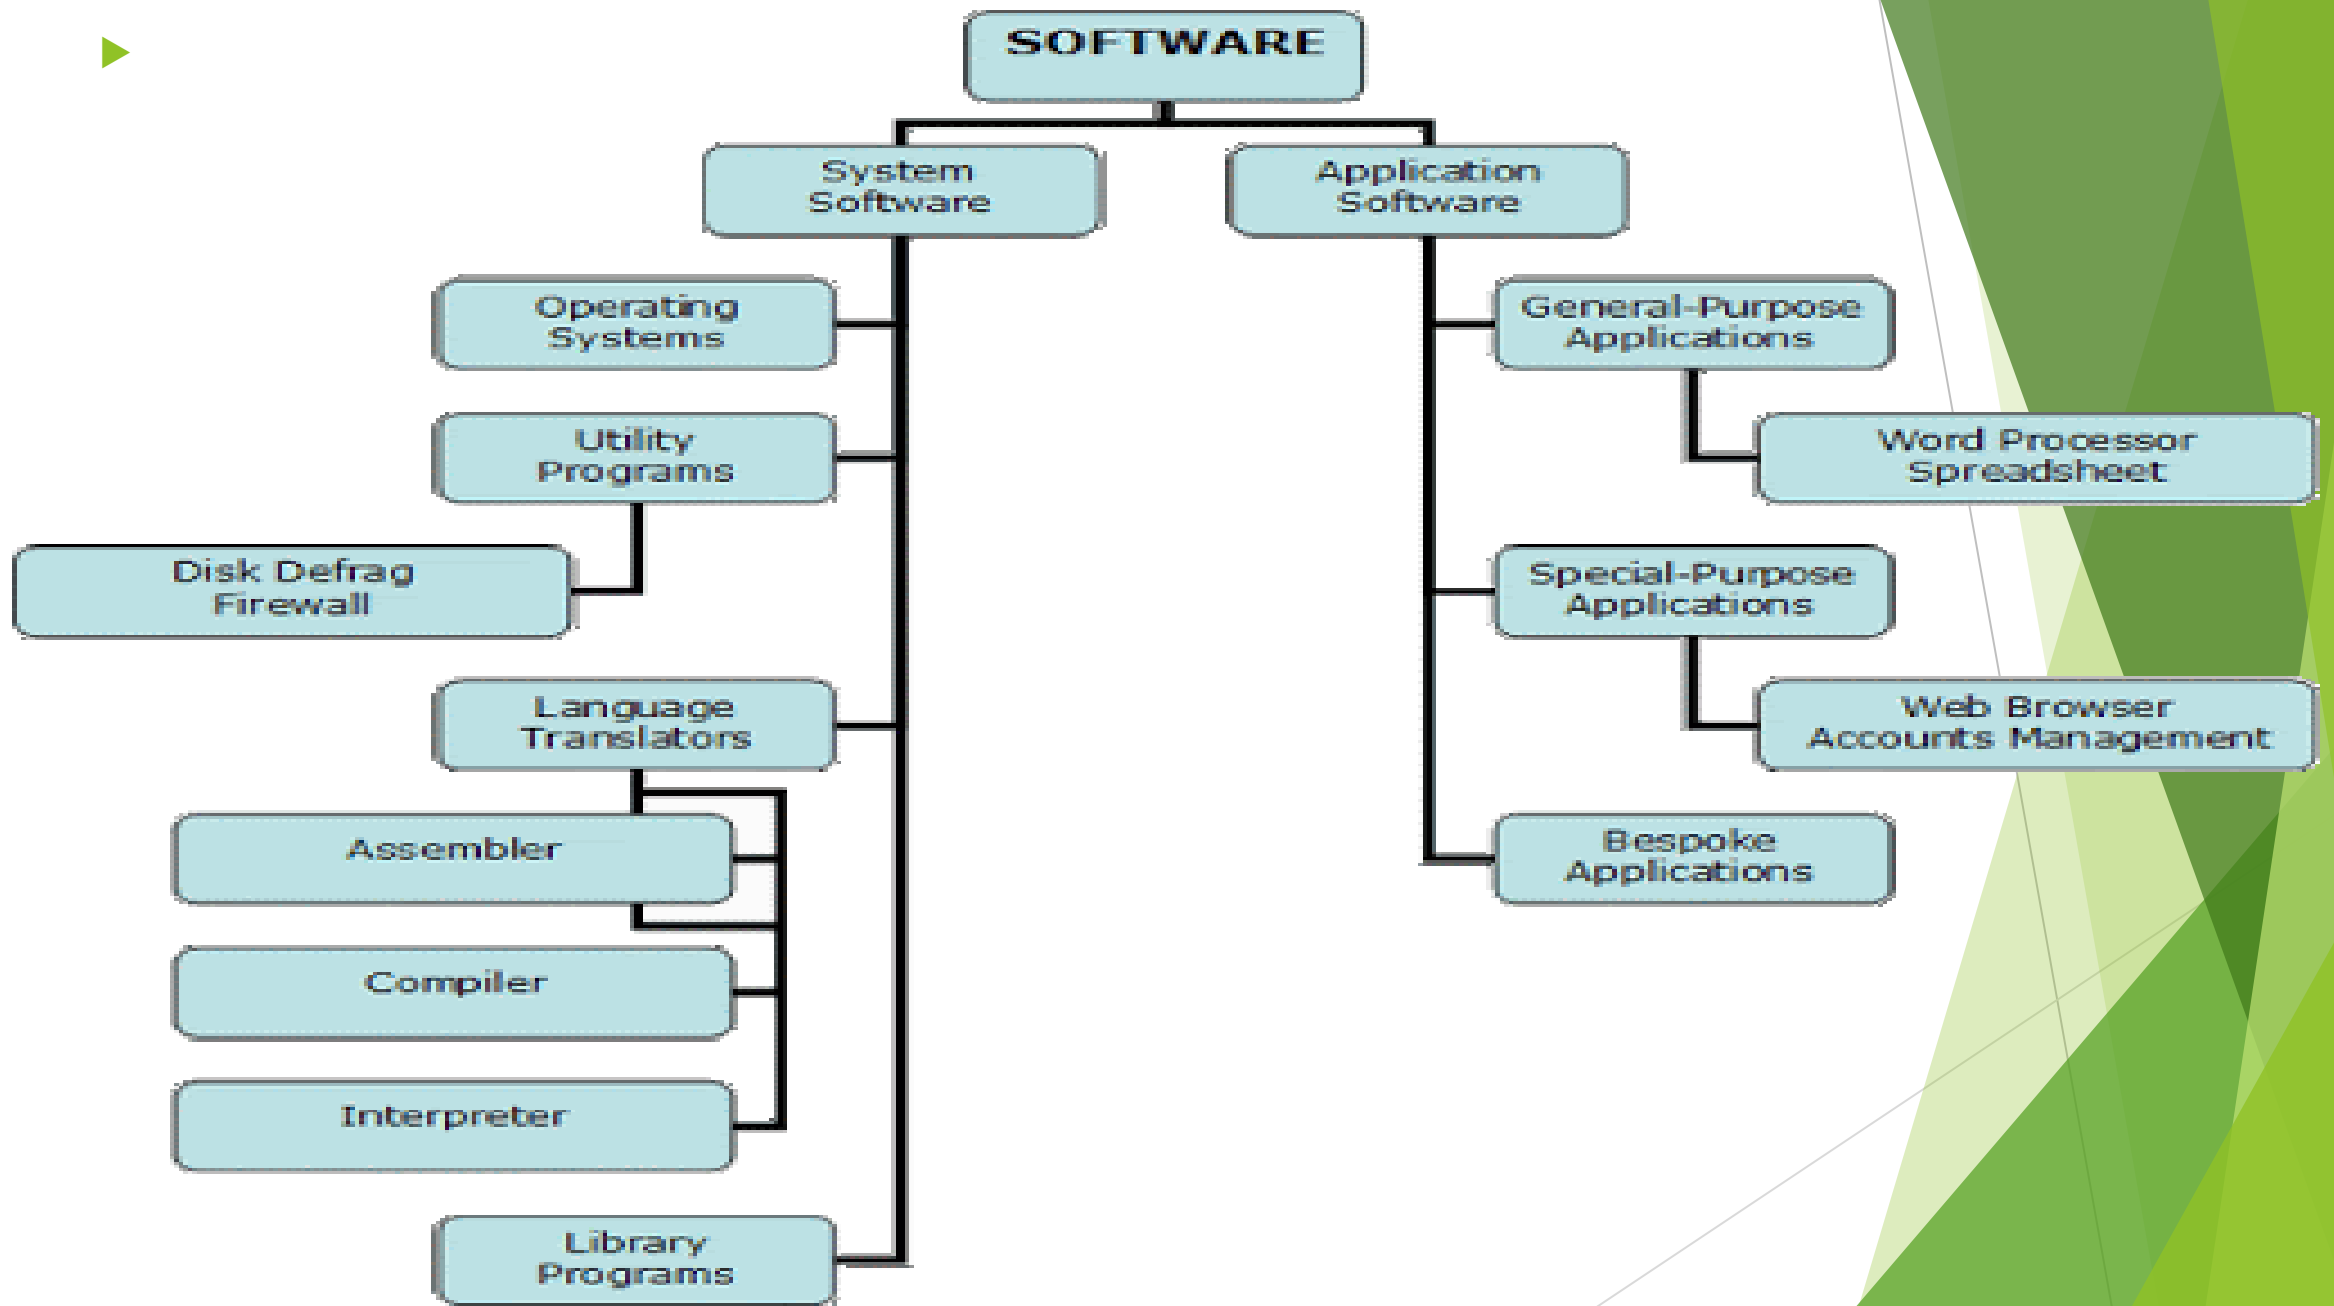 SOFTWARE
System
Software
Application
Software
Operating
Systems
General-Purpose
Applications
Utility
Programs
Word Processor
Spreadsheet
Disk Defrag
Firewall
Special-Purpose
Applications
Language
Translators
Web Browser
Accounts Management
Assembler
Bespoke
Applications
Compiler
Interpreter
Library
Programs